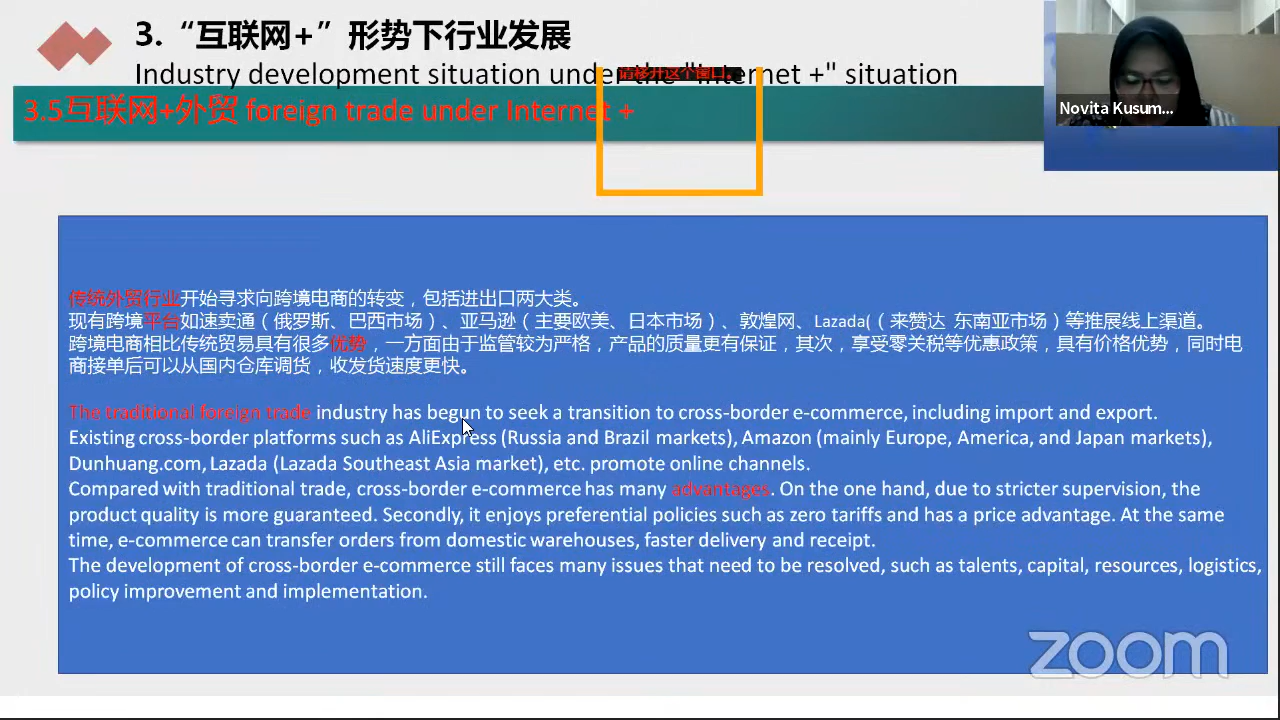 3.“互联网+”形势下行业发展
Industry development situation under the "Internet +" situation
请移开这个窗口。
3.5互联网+外贸 foreign trade under Internet +
Novita Kusum...
传统外贸行业开始寻求向跨境电商的转变，包括进出口两大类。
现有跨境平台如速卖通（俄罗斯、巴西市场）、亚马逊（主要欧美、日本市场）、敦煌网、Lazada(（来赞达 东南亚市场）等推展线上渠道。
跨境电商相比传统贸易具有很多优势，一方面由于监管较为严格，产品的质量更有保证，其次，享受零关税等优惠政策，具有价格优势，同时电
商接单后可以从国内仓库调货，收发货速度更快。
The traditional foreign trade industry has begun to seek a transition to cross-border e-commerce, including import and export.
Existing cross-border platforms such as AliExpress (Russia and Brazil markets), Amazon (mainly Europe, America, and Japan markets),
Dunhuang.com, Lazada (Lazada Southeast Asia market), etc. promote online channels.
Compared with traditional trade, cross-border e-commerce has many advantages. On the one hand, due to stricter supervision, the
product quality is more guaranteed. Secondly, it enjoys preferential policies such as zero tariffs and has a price advantage. At the same
time, e-commerce can transfer orders from domestic warehouses, faster delivery and receipt.
The development of cross-border e-commerce still faces many issues that need to be resolved, such as talents, capital, resources, logistics,
policy improvement and implementation.
zoom